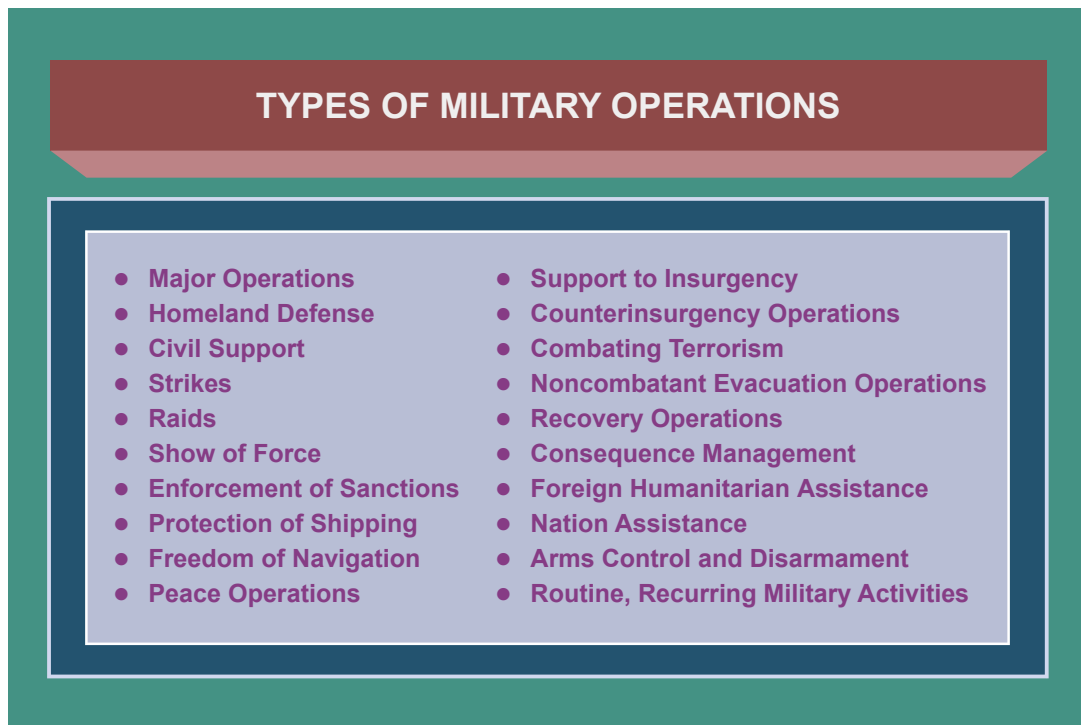 TYPES OF MILITARY OPERATIONS
● Major Operations
● Homeland Defense
● Civil Support
● Strikes
● Raids
● Show of Force
● Enforcement of Sanctions
● Protection of Shipping
● Freedom of Navigation
● Peace Operations
● Support to Insurgency
● Counterinsurgency Operations
● Combating Terrorism
● Noncombatant Evacuation Operations
● Recovery Operations
● Consequence Management
● Foreign Humanitarian Assistance
● Nation Assistance
● Arms Control and Disarmament
● Routine, Recurring Military Activities